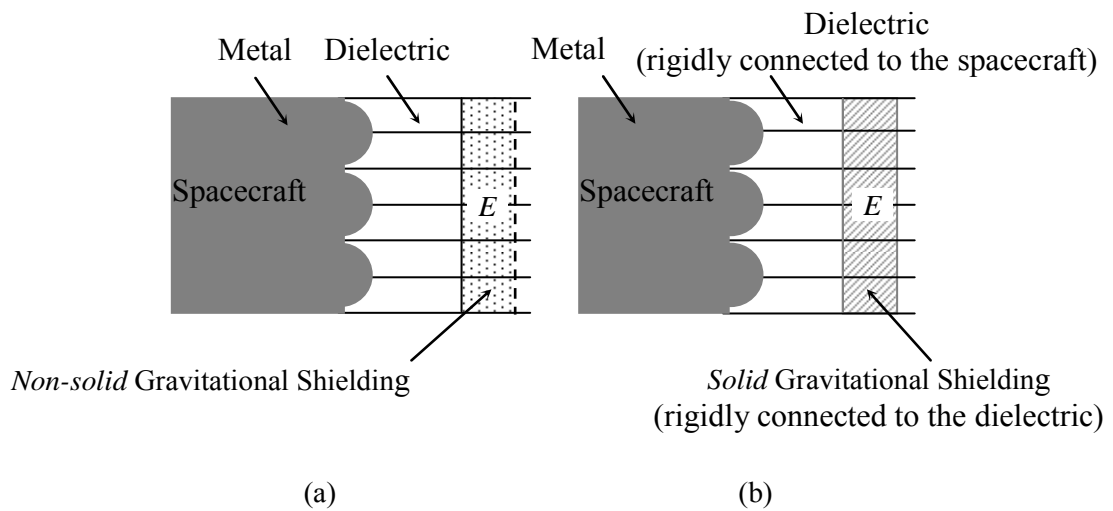 Metal
Dielectric
Spacecraft
E
Non-solid Gravitational Shielding
(a)
Dielectric
Metal
(rigidly connected to the spacecraft)
Spacecraft
E
Solid Gravitational Shielding
(rigidly connected to the dielectric)
(b)